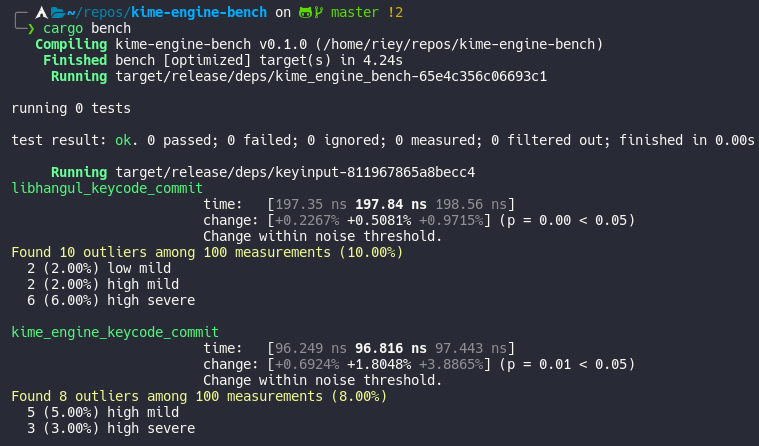 ~/repos/kime-engine-bench on master !2
❯ cargo bench
Compiling kime-engine-bench v0.1.0 (/home/riey/repos/kime-engine-bench)
Finished bench [optimized] target(s) in 4.24s
Running target/release/deps/kime_engine_bench-65e4c356c06693c1
running 0 tests
test result: ok. 0 passed; 0 failed; 0 ignored; 0 measured; 0 filtered out; finished in 0.00s
Running target/release/deps/keyinput-811967865a8becc4
libhangul_keycode_commit
time: [197.35 ns 197.84 ns 198.56 ns]
change: [+0.2267% +0.5081% +0.9715%] (p = 0.00 < 0.05)
Change within noise threshold.
Found 10 outliers among 100 measurements (10.00%)
2 (2.00%) low mild
2 (2.00%) high mild
6 (6.00%) high severe
kime_engine_keycode_commit
time: [96.249 ns 96.816 ns 97.443 ns]
change: [+0.6924% +1.8048% +3.8865%] (p = 0.01 < 0.05)
Change within noise threshold.
Found 8 outliers among 100 measurements (8.00%)
5 (5.00%) high mild
3 (3.00%) high severe